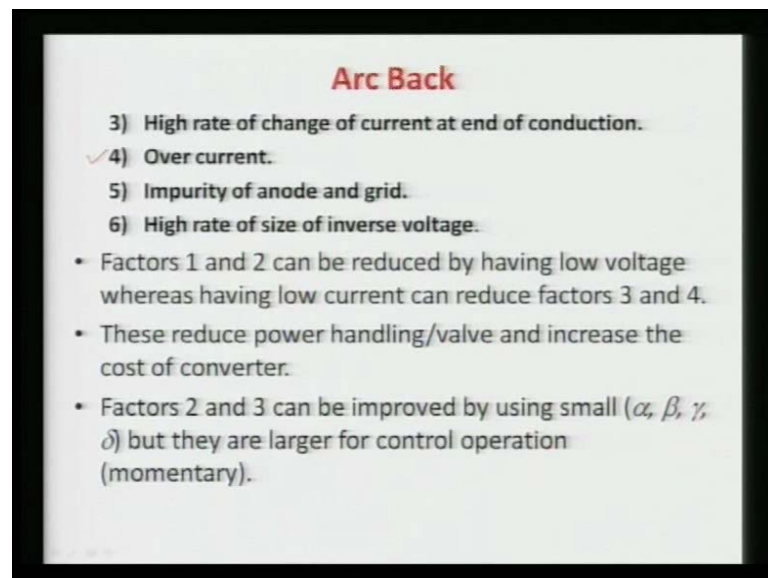 Arc Back
3) High rate of change of current at end of conduction.
4) Over current.
5) Impurity of anode and grid.
6) High rate of size of inverse voltage.
• Factors 1 and 2 can be reduced by having low voltage
whereas having low current can reduce factors 3 and 4.
• These reduce power handling/valve and increase the
cost of converter.
• Factors 2 and 3 can be improved by using small (α, β, γ,
δ) but they are larger for control operation
(momentary).